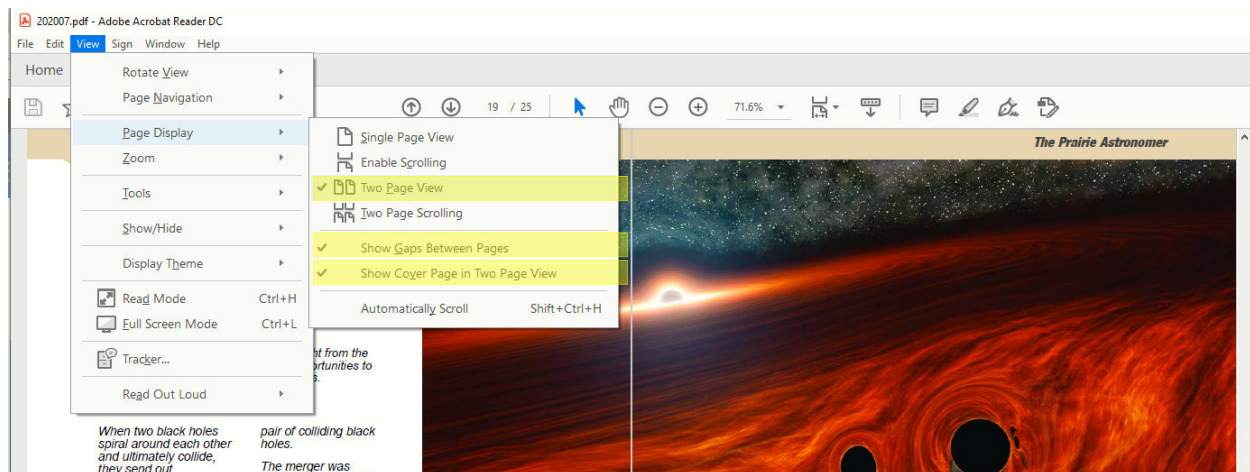 202007.pdf - Adobe Acrobat Reader DC
File Edit View Sign Window Help
Home
19 / 25
71.6%
Rotate View
Page Navigation
Page Display
Zoom
Tools
Show/Hide
Display Theme
Read Mode Ctrl+H
Full Screen Mode Ctrl+L
Tracker...
Read Out Loud
Single Page View
Enable Scrolling
Two Page View
Two Page Scrolling
Show Gaps Between Pages
Show Cover Page in Two Page View
Automatically Scroll Shift+Ctrl+H
The Prairie Astronomer
from the
to
When two black holes
spiral around each other
and ultimately collide,
they send out
pair of colliding black
holes.
The merger was